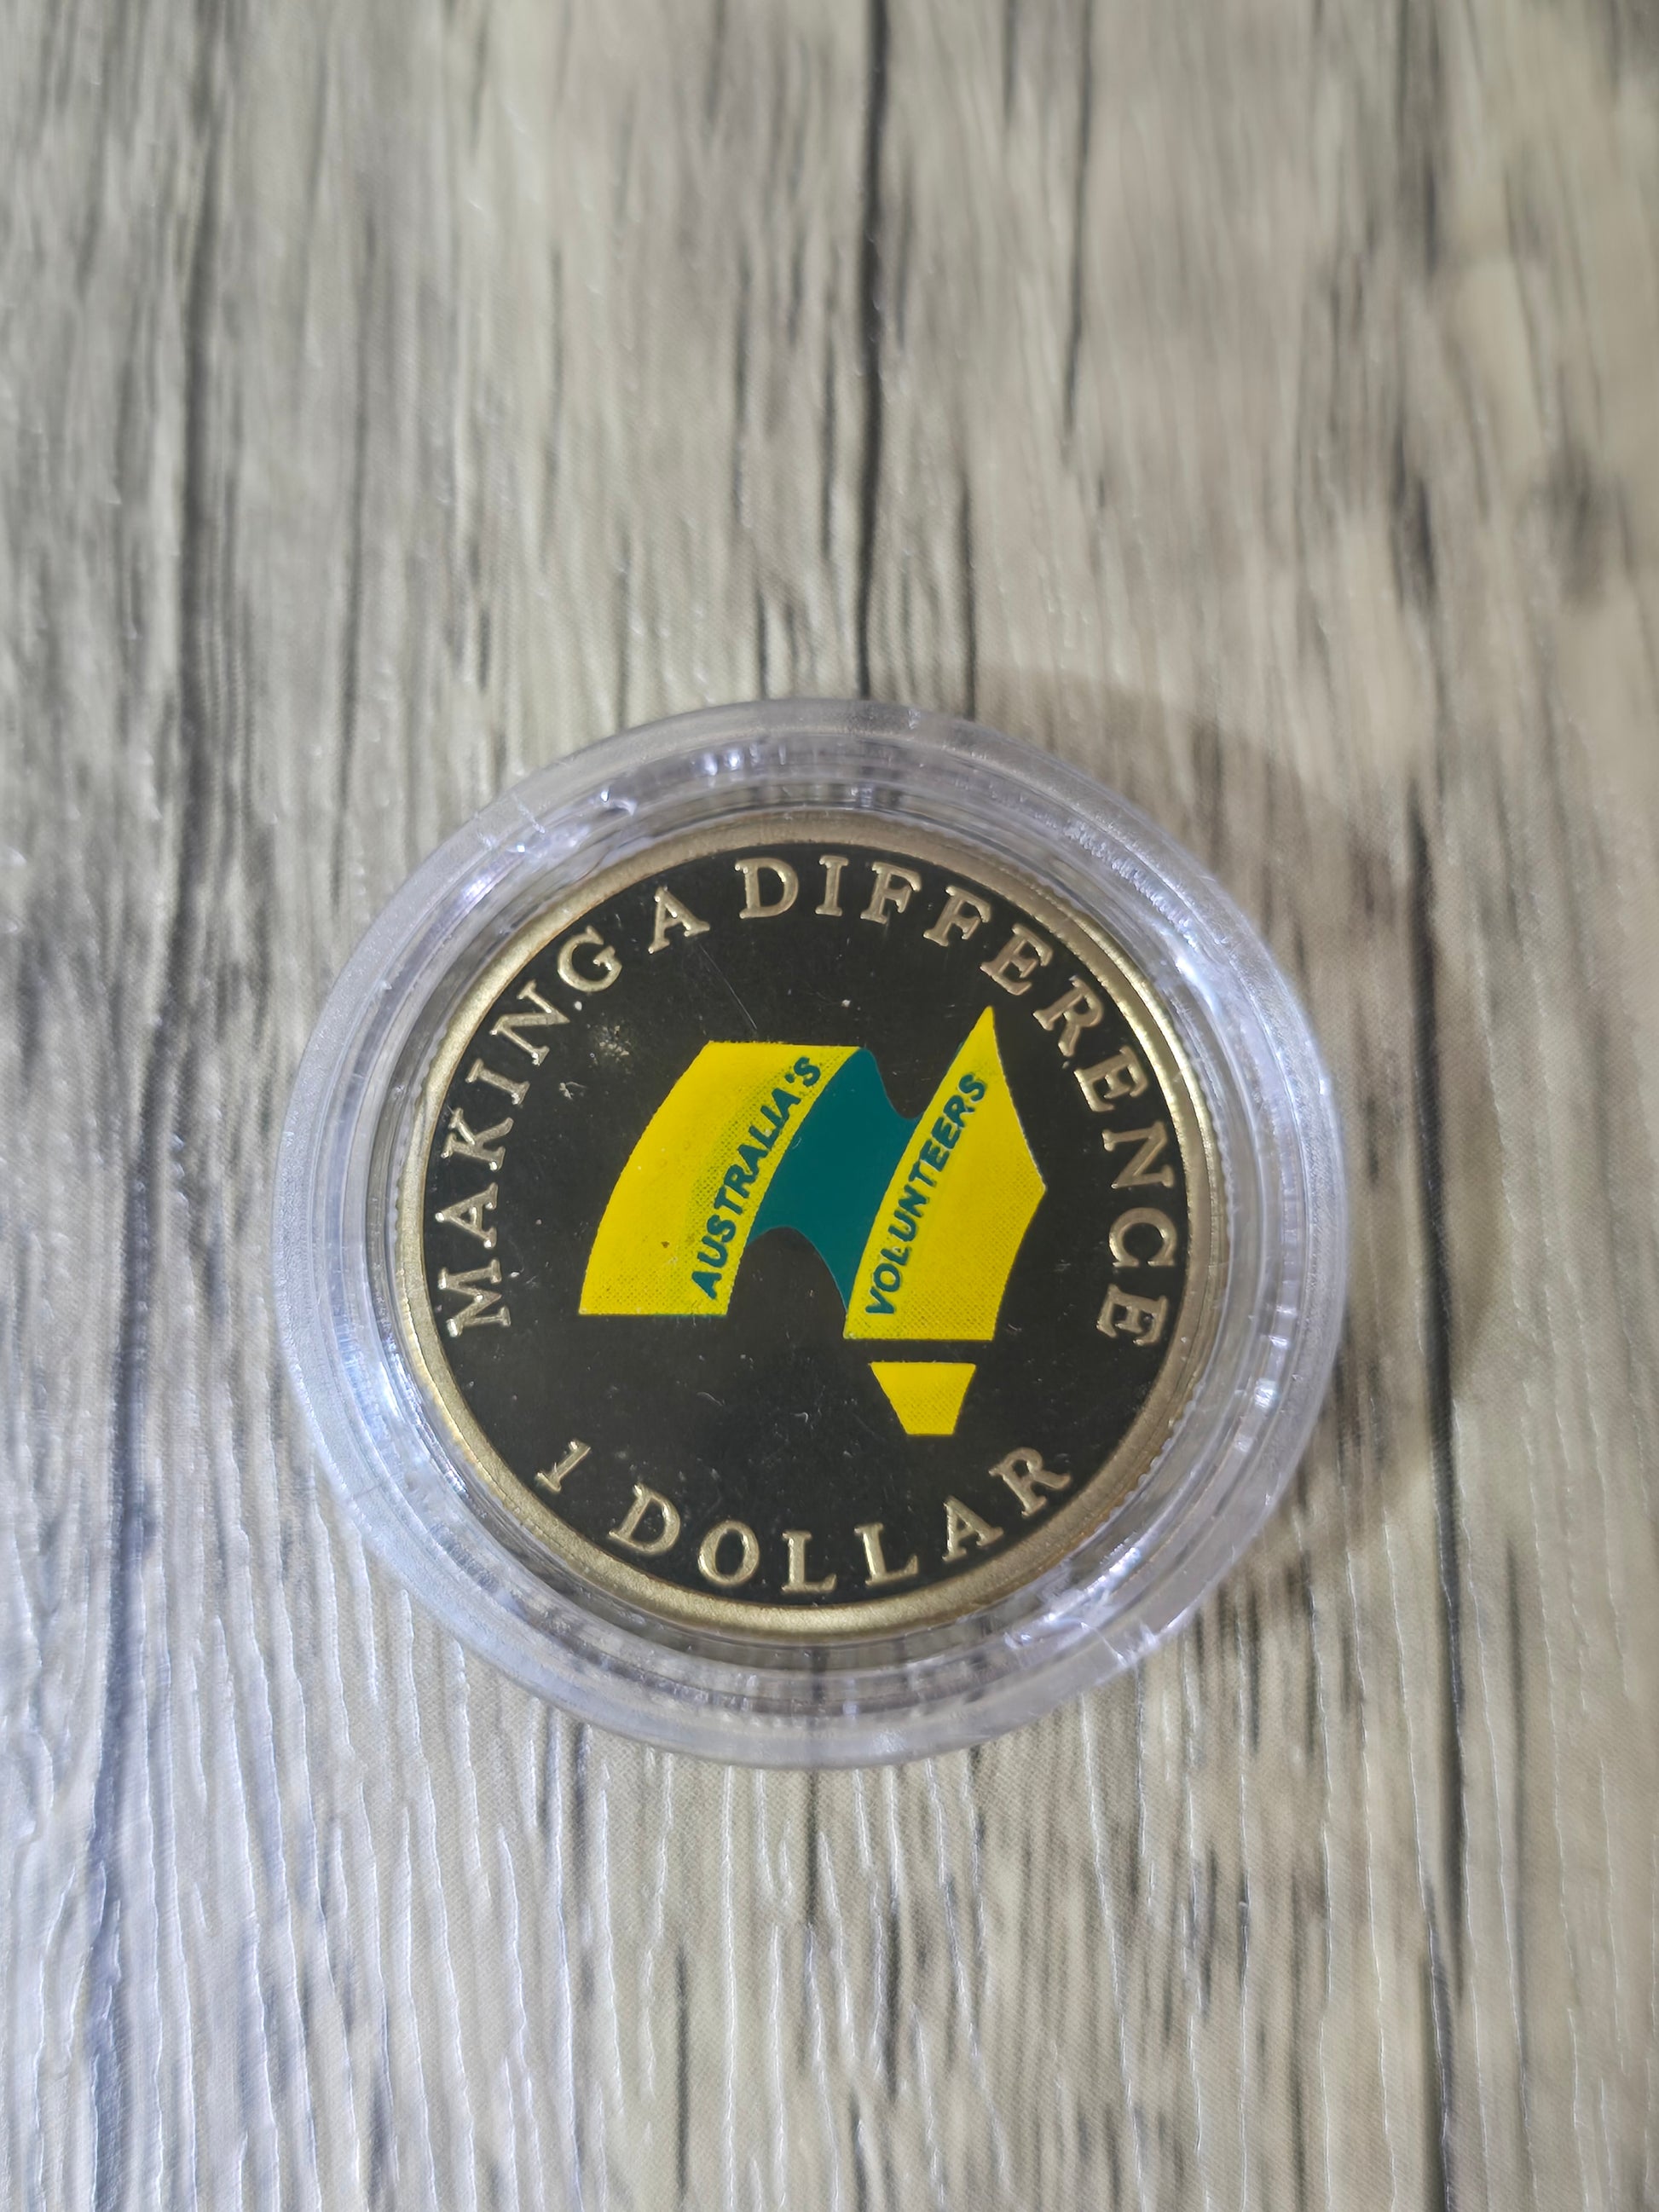 MAKING A DIFFERENCE
AUSTRALIA'S
VOLUNTEERS
1 DOLLAR